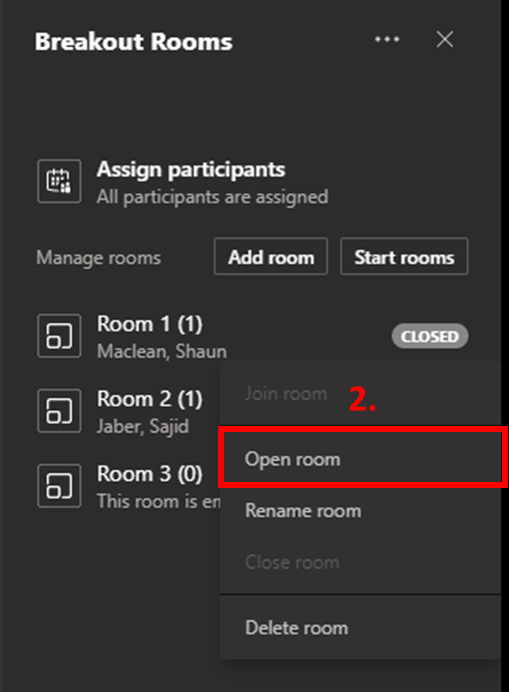 Breakout Rooms
Assign participants
All participants are assigned
Manage rooms Add room Start rooms
Room 1 (1)
Maclean, Shaun
CLOSED
Room 2 (1)
Jaber, Sajid
Room 3 (0)
This room is
Join room 2.
Open room
Rename room
Close room
Delete room